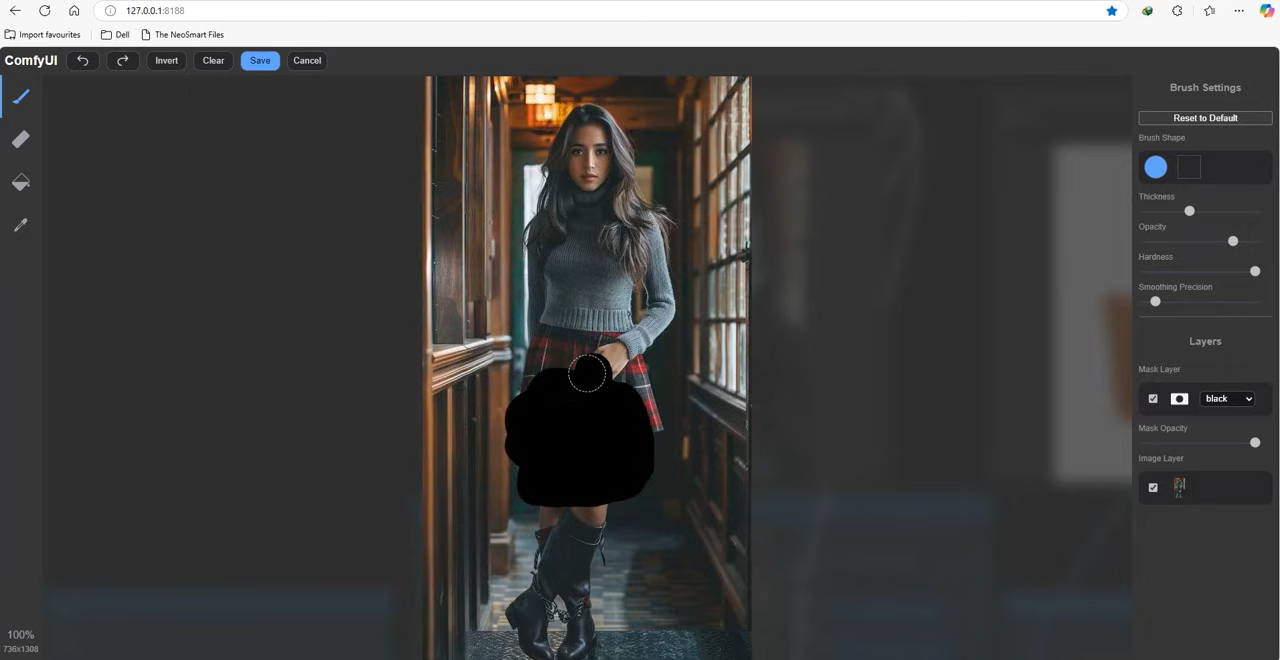 127.0.0.1:8188
Import favourites
Dell
The NeoSmart Files
ComfyUI
Invert
Clear
Save
Cancel
Brush Settings
Reset to Default
Brush Shape
Thickness
Opacity
Hardness
Smoothing Precision
Layers
Mask Layer
black
Mask Opacity
Image Layer
100%
736x1308